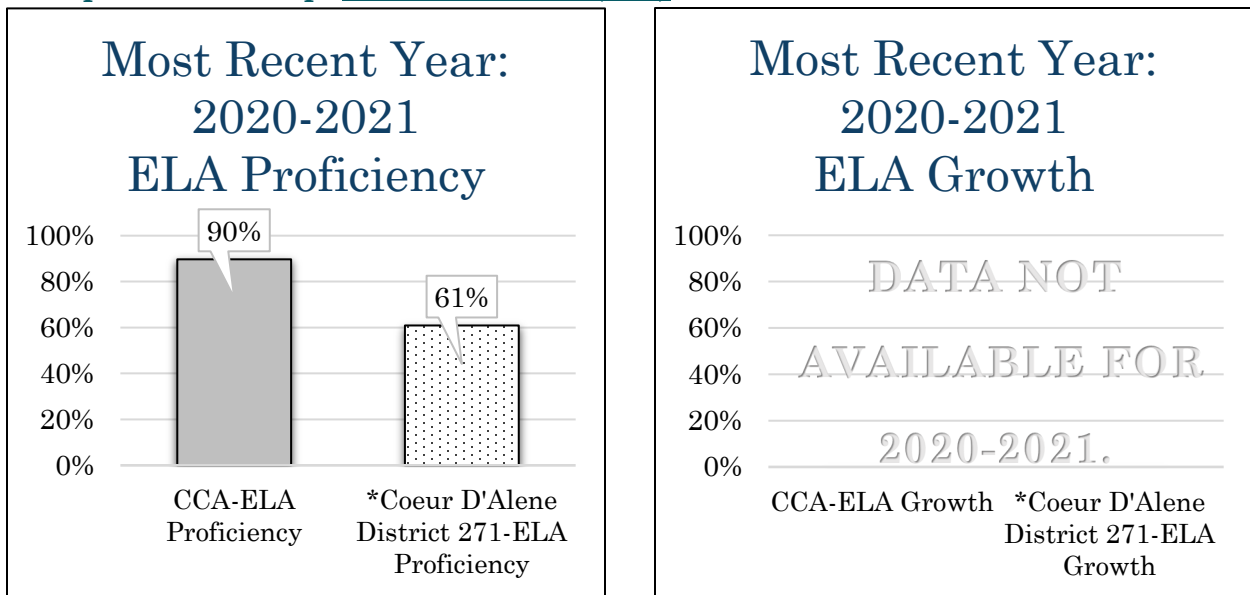 Most Recent Year:
2020-2021
ELA Proficiency
100%
80%
60%
40%
20%
0%
90%
61%
CCA-ELA
Proficiency
*Coeur D'Alene
District 271-ELA
Proficiency
Most Recent Year:
2020-2021
ELA Growth
100%
80%
60%
40%
20%
0%
DATA NOT
AVAILABLE FOR
2020-2021.
CCA-ELA Growth
*Coeur D'Alene
District 271-ELA
Growth